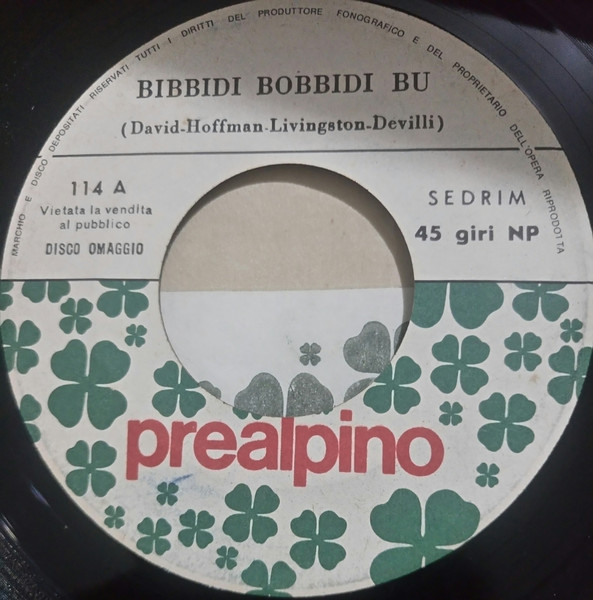 MARCHIO E DISCO DEPOSITATI RISERVATI TUTTI I DIRITTI DEL PRODUTTORE FONOGRAFICO E DEL PROPRIETARIO DELL'OPERA RIPRODOTTA
BIBBIDI BOBBIDI BU
(David-Hoffman-Livingston-Devilli)
114 A
Vietata la vendita
al pubblico
DISCO OMAGGIO
SEDRIM
45 giri NP
prealpino